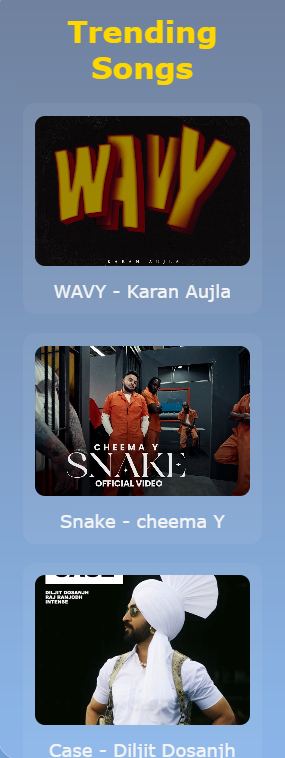 Trending
Songs
WAVY
KARAN AUJLA
WAVY - Karan Aujla
CHEEMA Y
SNAKE
OFFICIAL VIDEO
Snake - cheema Y
CASE
DILJIT DOSANJH
RAJ RANJODH
INTENSE
Case - Diljit Dosanjh